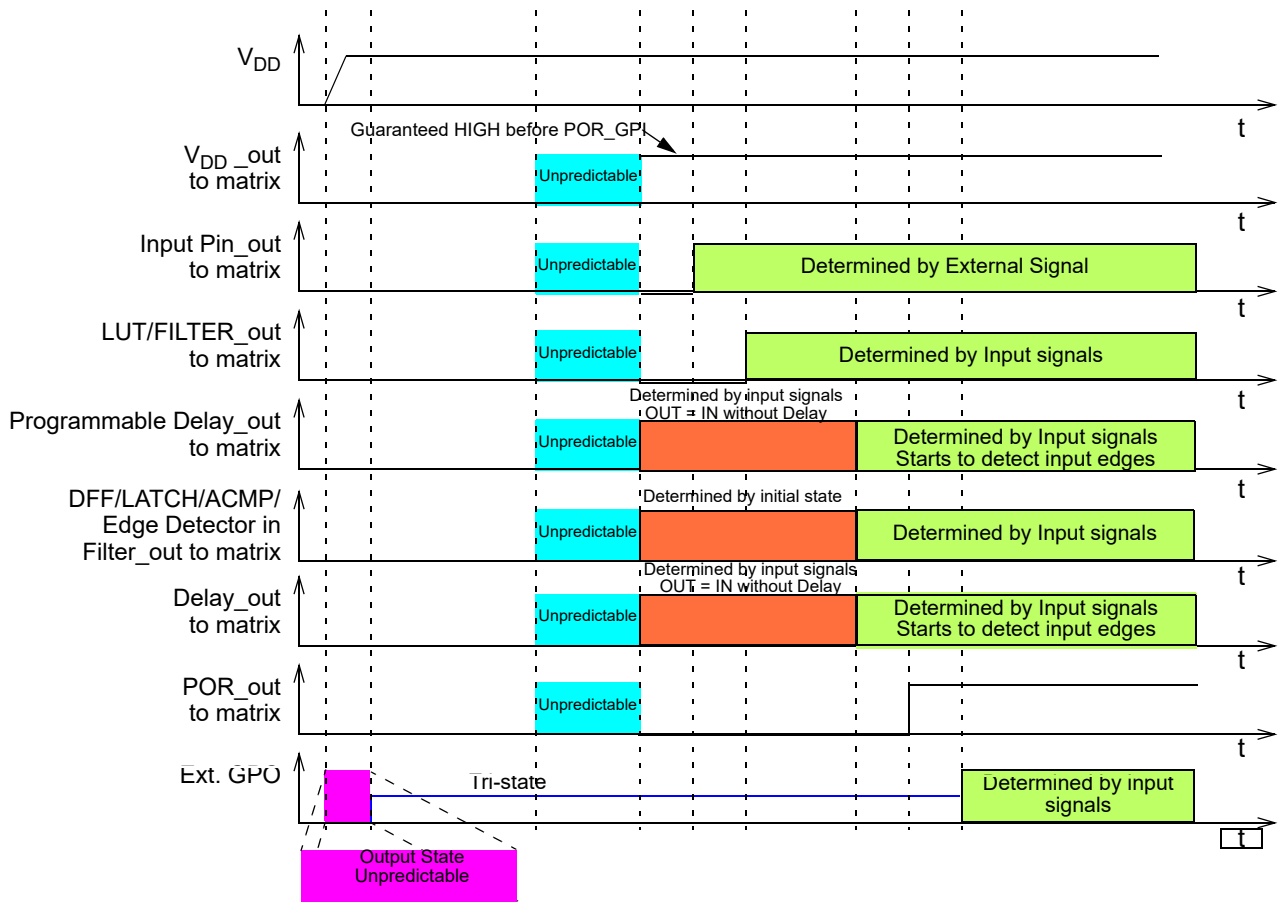 VDD
t
Guaranteed HIGH before POR_GPI
VDD _out
to matrix
Unpredictable
t
Input Pin_out
to matrix
Unpredictable
Determined by External Signal
t
LUT/FILTER_out
to matrix
Unpredictable
Determined by Input signals
t
Determined by input signals
OUT = IN without Delay
Programmable Delay_out
to matrix
Unpredictable
Determined by Input signals
Starts to detect input edges
t
DFF/LATCH/ACMP/
Edge Detector in
Filter_out to matrix
Unpredictable
Determined by initial state
Determined by Input signals
t
Determined by input signals
OUT = IN without Delay
Delay_out
to matrix
Unpredictable
Determined by Input signals
Starts to detect input edges
t
POR_out
to matrix
Unpredictable
t
Ext. GPO
Tri-state
Determined by input
signals
t
Output State
Unpredictable